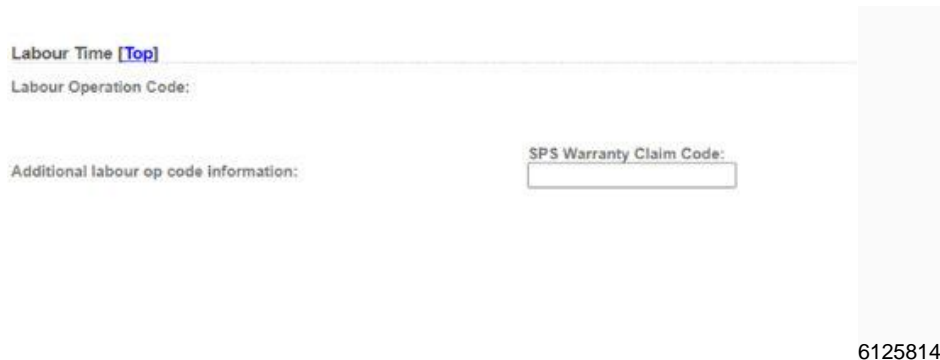 Labour Time [Top]
Labour Operation Code:
SPS Warranty Claim Code:
Additional labour op code information:
6125814